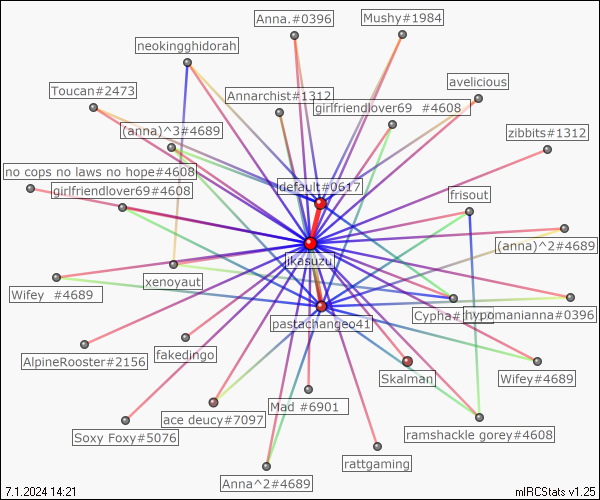 Anna.#0396
Mushy#1984
neokingghidorah
Toucan#2473
avelicious
Annarchist#1312
girlfriendlover69 #4608
(anna)^3#4689
zibbits#1312
no cops no laws no hope#4608
default#0617
girlfriendlover69#4608
frisout
(anna)^2#4689
jkasuzu
xenoyaut
Wifey #4689
Cypha#
hypomanianna#0396
pastachangeo41
fakedingo
AlpineRooster#2156
Skalman
Wifey#4689
Mad #6901
ace deucy#7097
Soxy Foxy#5076
ramshackle gorey#4608
rattgaming
Anna^2#4689
7.1.2024 14:21
mIRCStats v1.25